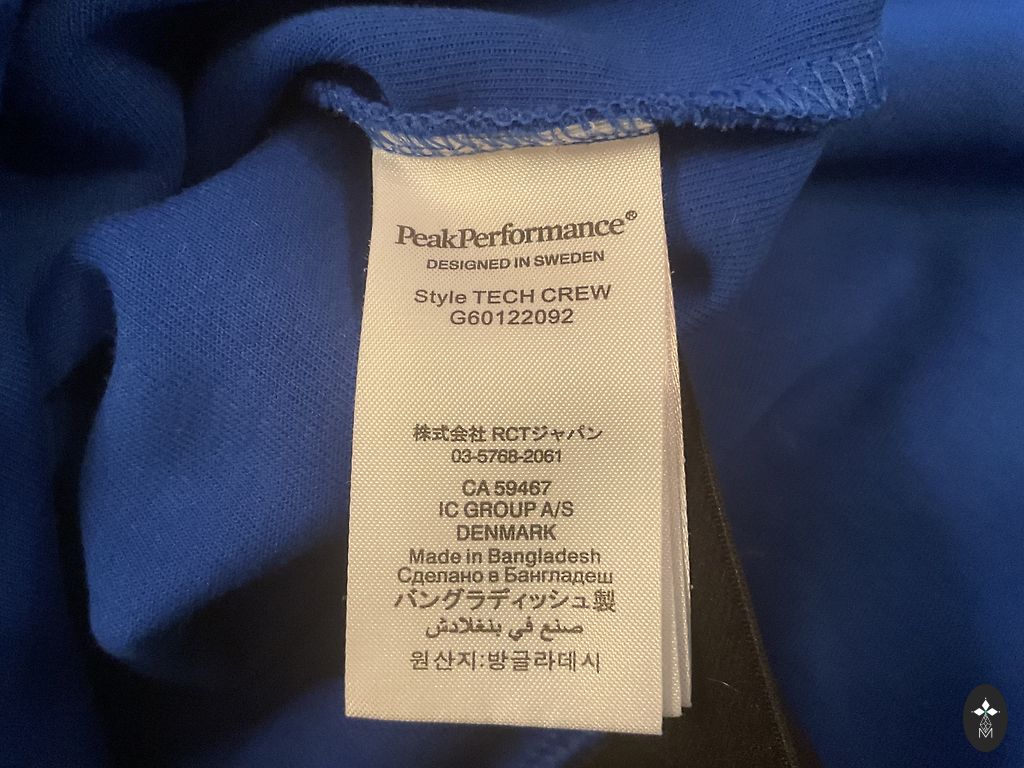 PeakPerformance®
DESIGNED IN SWEDEN
Style TECH CREW
G60122092
株式会社 RCTジャパン
03-5768-2061
CA 59467
IC GROUP A/S
DENMARK
Made in Bangladesh
Сделано в Бангладеш
バングラディッシュ製
صنع في بنغلادش
원산지:방글라데시
M